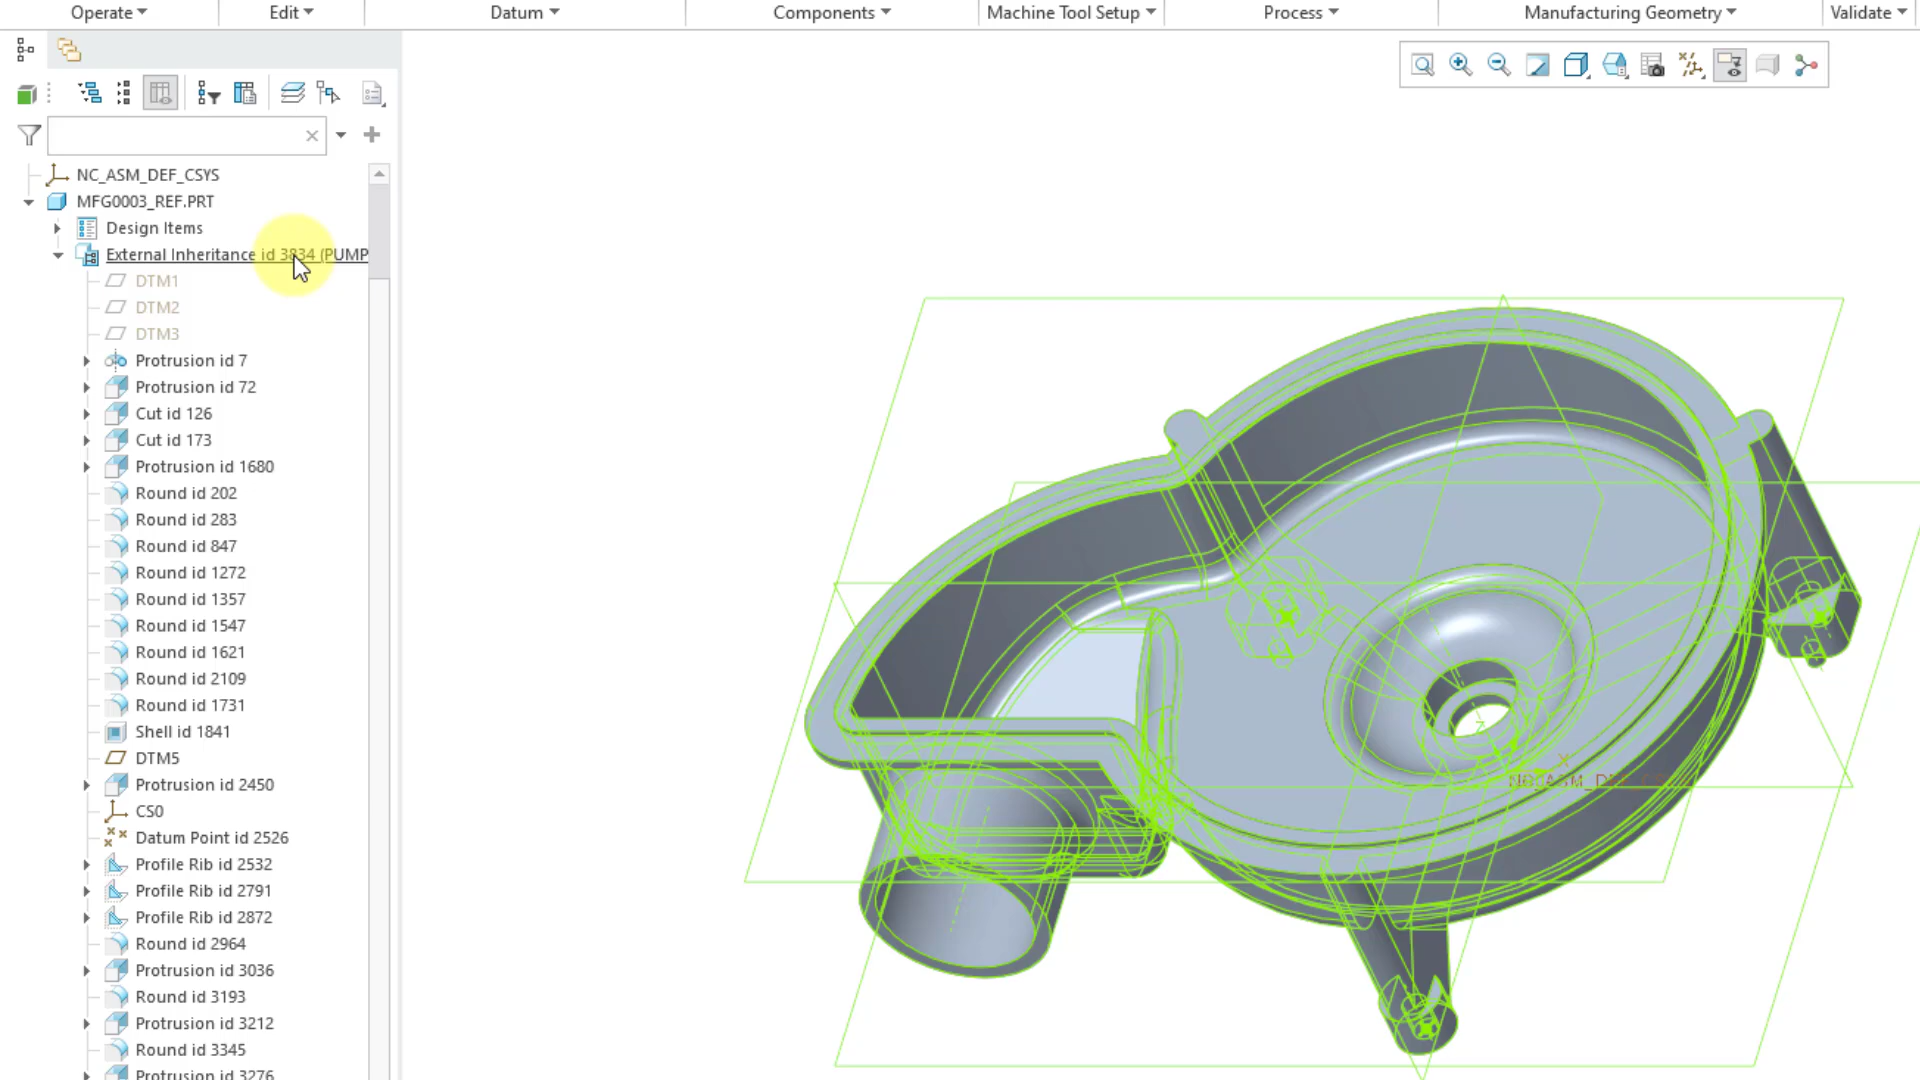 Operate Edit Datum Components Machine Tool Setup Process Manufacturing Geometry Validate
NC_ASM_DEF_CSYS
MFG0003_REF.PRT
Design Items
External Inheritance id 3834 (PUMP
DTM1
DTM2
DTM3
Protrusion id 7
Protrusion id 72
Cut id 126
Cut id 173
Protrusion id 1680
Round id 202
Round id 283
Round id 847
Round id 1272
Round id 1357
Round id 1547
Round id 1621
Round id 2109
Round id 1731
Shell id 1841
DTM5
Protrusion id 2450
CS0
Datum Point id 2526
Profile Rib id 2532
Profile Rib id 2791
Profile Rib id 2872
Round id 2964
Protrusion id 3036
Round id 3193
Protrusion id 3212
Round id 3345
Protrusion id 3276